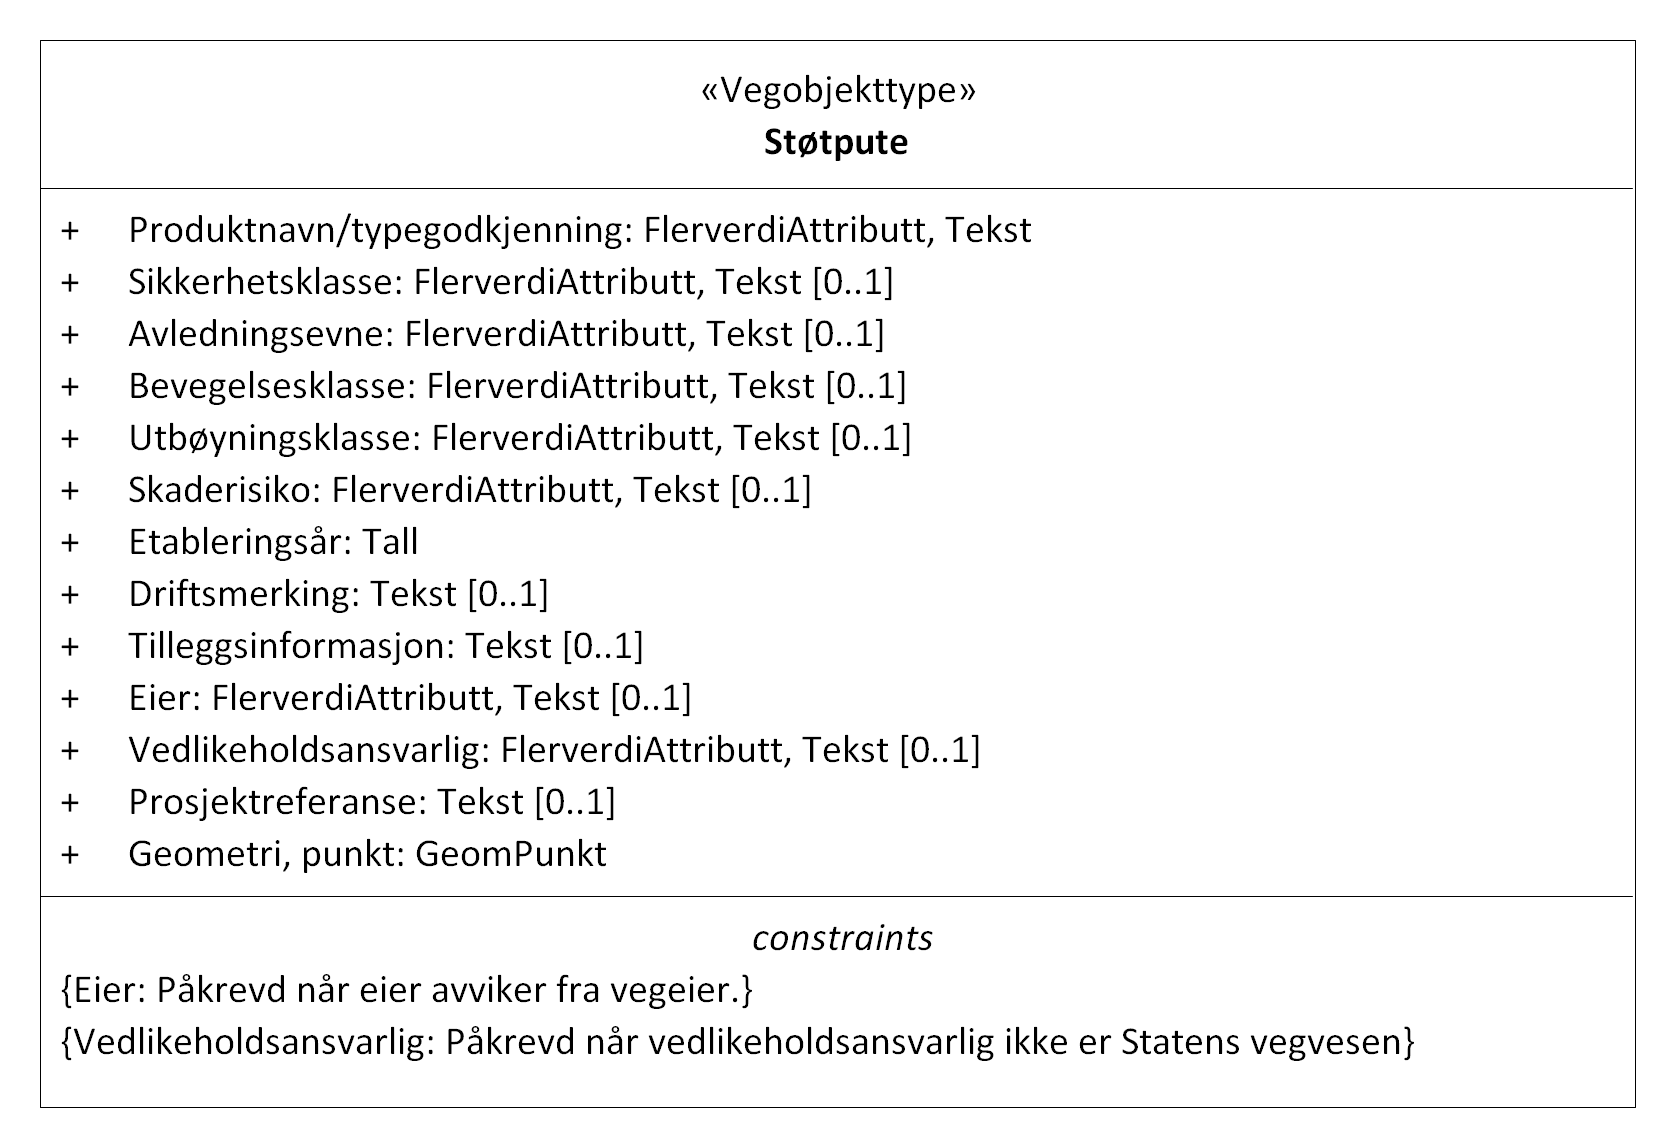 «Vegobjekttype»
Støtpute
+ Produktnavn/typegodkjenning: FlerverdiAttributt, Tekst
+ Sikkerhetsklasse: FlerverdiAttributt, Tekst [0..1]
+ Avledningsevne: FlerverdiAttributt, Tekst [0..1]
+ Bevegelsesklasse: FlerverdiAttributt, Tekst [0..1]
+ Utbøyningsklasse: FlerverdiAttributt, Tekst [0..1]
+ Skaderisiko: FlerverdiAttributt, Tekst [0..1]
+ Etableringsår: Tall
+ Driftsmerking: Tekst [0..1]
+ Tilleggsinformasjon: Tekst [0..1]
+ Eier: FlerverdiAttributt, Tekst [0..1]
+ Vedlikeholdsansvarlig: FlerverdiAttributt, Tekst [0..1]
+ Prosjektreferanse: Tekst [0..1]
+ Geometri, punkt: GeomPunkt
constraints
{Eier: Påkrevd når eier avviker fra vegeier.}
{Vedlikeholdsansvarlig: Påkrevd når vedlikeholdsansvarlig ikke er Statens vegvesen}